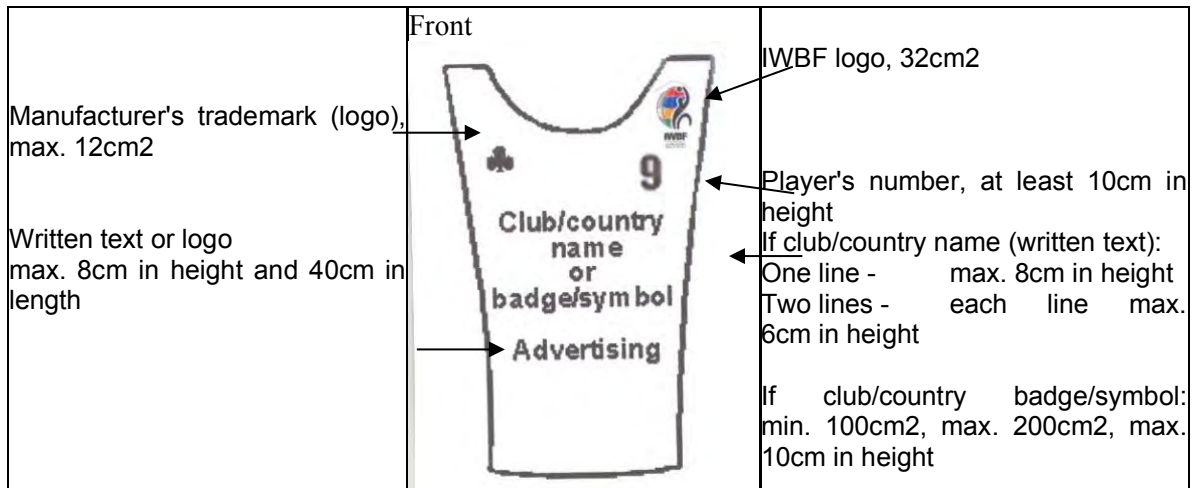 Manufacturer's trademark (logo),
max. 12cm2
Written text or logo
max. 8cm in height and 40cm in
length
Front
IWBF
9
Club/country
name
or
badge/symbol
Advertising
IWBF logo, 32cm2
Player's number, at least 10cm in
height
If club/country name (written text):
One line - max. 8cm in height
Two lines - each line max.
6cm in height
If club/country badge/symbol:
min. 100cm2, max. 200cm2, max.
10cm in height